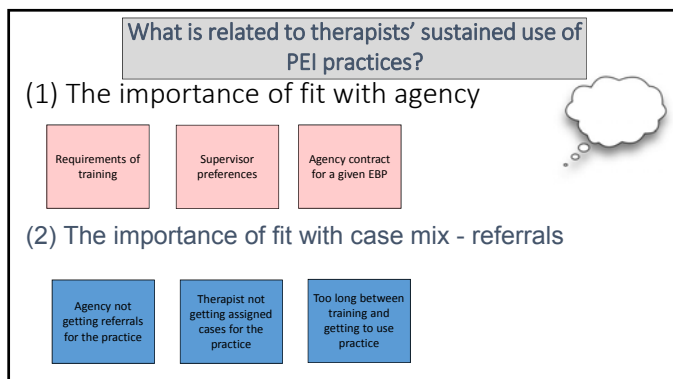 What is related to therapists’ sustained use of
PEI practices?
(1) The importance of fit with agency
Requirements of
training
Supervisor
preferences
Agency contract
for a given EBP
(2) The importance of fit with case mix - referrals
Agency not
getting referrals
for the practice
Therapist not
getting assigned
cases for the
practice
Too long between
training and
getting to use
practice